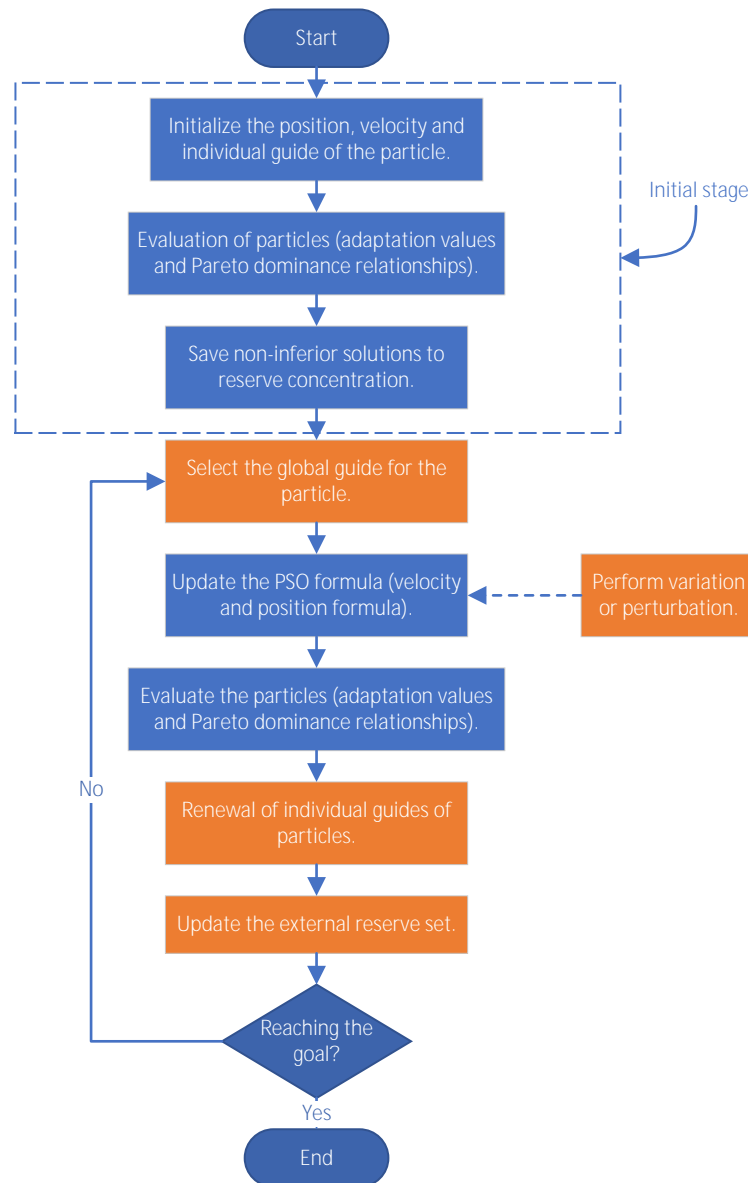 Start
Initialize the position, velocity and
individual guide of the particle.
Initial stage
Evaluation of particles (adaptation values
and Pareto dominance relationships).
Save non-inferior solutions to
reserve concentration.
Select the global guide for the
particle.
Update the PSO formula (velocity
and position formula).
Perform variation
or perturbation.
Evaluate the particles (adaptation values
and Pareto dominance relationships).
No
Renewal of individual guides of
particles.
Update the external reserve set.
Reaching the
goal?
Yes
End